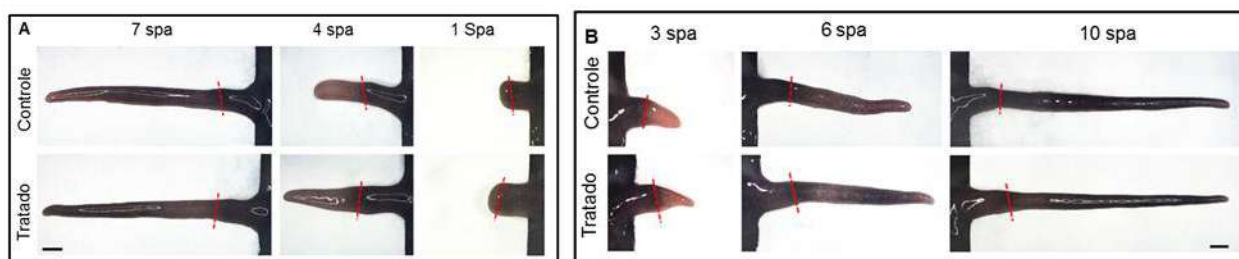 A
7 spa 4 spa 1 Spa
Controle
Tratado
B
3 spa 6 spa 10 spa
Controle
Tratado